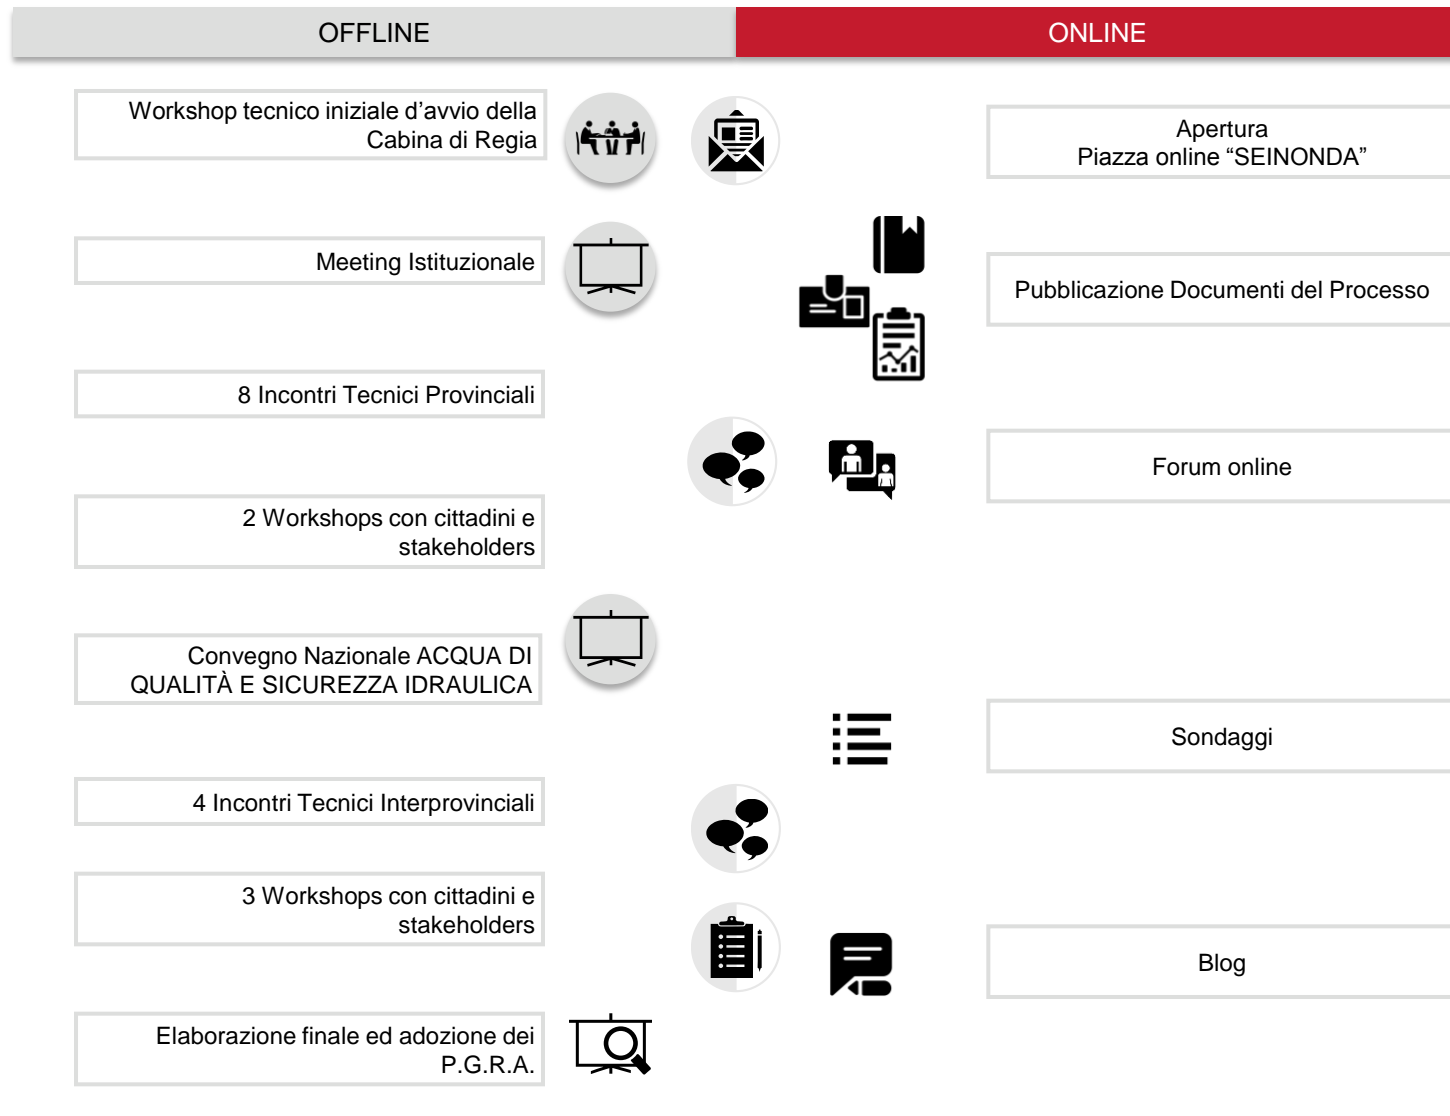 OFFLINE
ONLINE
Workshop tecnico iniziale d’avvio della
Cabina di Regia
Meeting Istituzionale
8 Incontri Tecnici Provinciali
2 Workshops con cittadini e
stakeholders
Convegno Nazionale ACQUA DI
QUALITÀ E SICUREZZA IDRAULICA
4 Incontri Tecnici Interprovinciali
3 Workshops con cittadini e
stakeholders
Elaborazione finale ed adozione dei
P.G.R.A.
Apertura
Piazza online “SEINONDA”
Pubblicazione Documenti del Processo
Forum online
Sondaggi
Blog